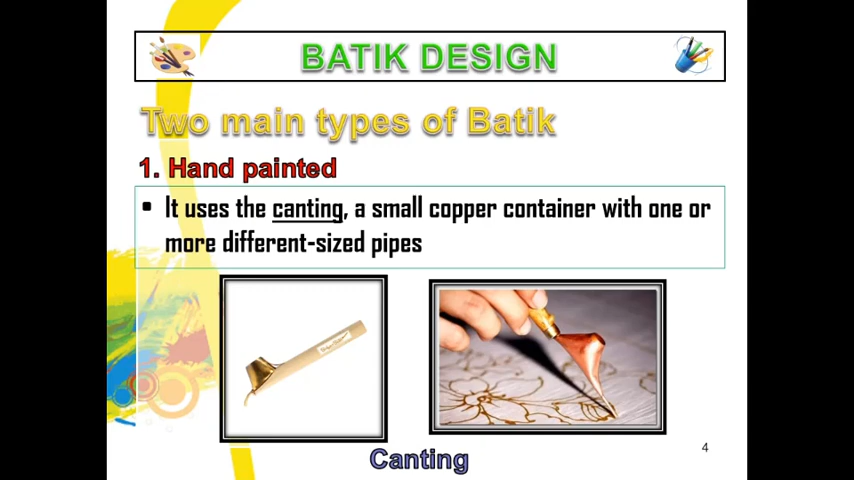 BATIK DESIGN
Two main types of Batik
1. Hand painted
• It uses the canting, a small copper container with one or
more different-sized pipes
Canting
4